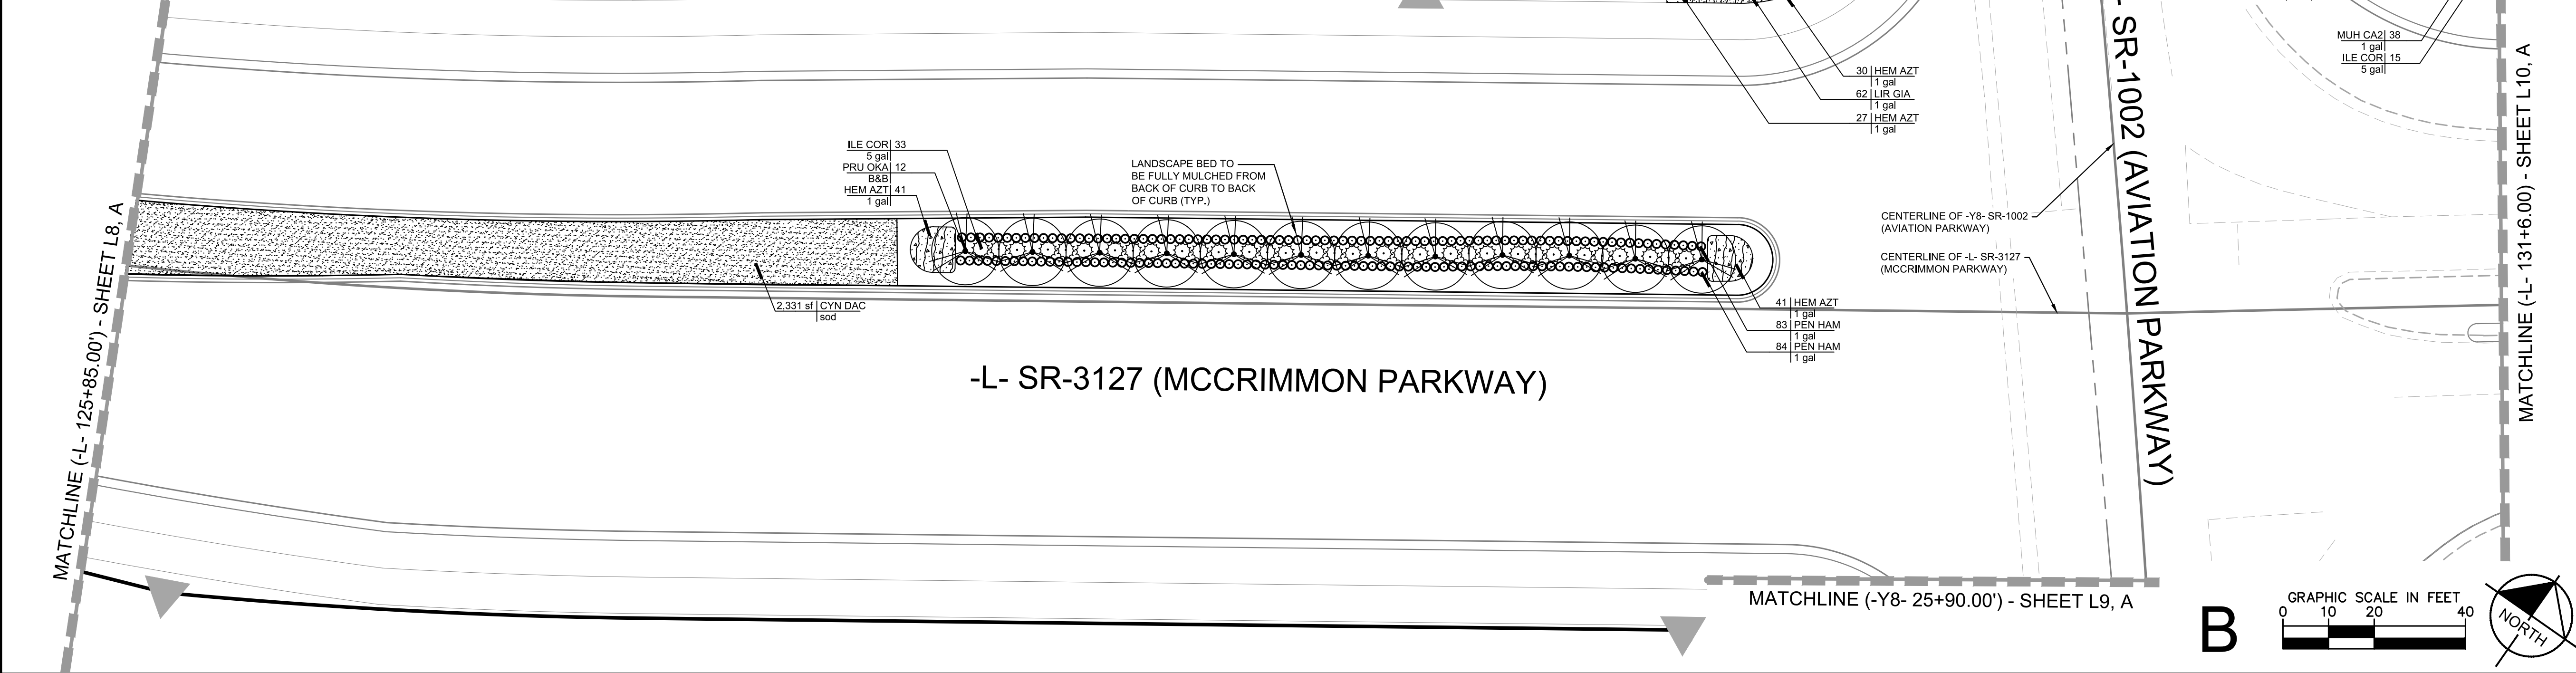 MUH CA2 38
1 gal
ILE COR 15
5 gal
30 HEM AZT
1 gal
62 LIR GIA
1 gal
27 HEM AZT
1 gal
ILE COR 33
5 gal
PRU OKA 12
B&B
HEM AZT 41
1 gal
LANDSCAPE BED TO
BE FULLY MULCHED FROM
BACK OF CURB TO BACK
OF CURB (TYP.)
2,331 sf CYN DAC
sod
41 HEM AZT
1 gal
83 PEN HAM
1 gal
84 PEN HAM
1 gal
CENTERLINE OF -Y8- SR-1002
(AVIATION PARKWAY)
CENTERLINE OF -L- SR-3127
(MCCRIMMON PARKWAY)
-L- SR-3127 (MCCRIMMON PARKWAY)
- SR-1002 (AVIATION PARKWAY)
MATCHLINE (-L- 125+85.00') - SHEET L8, A
MATCHLINE (-L- 131+6.00) - SHEET L10, A
MATCHLINE (-Y8- 25+90.00') - SHEET L9, A
B
GRAPHIC SCALE IN FEET
0 10 20 40
NORTH